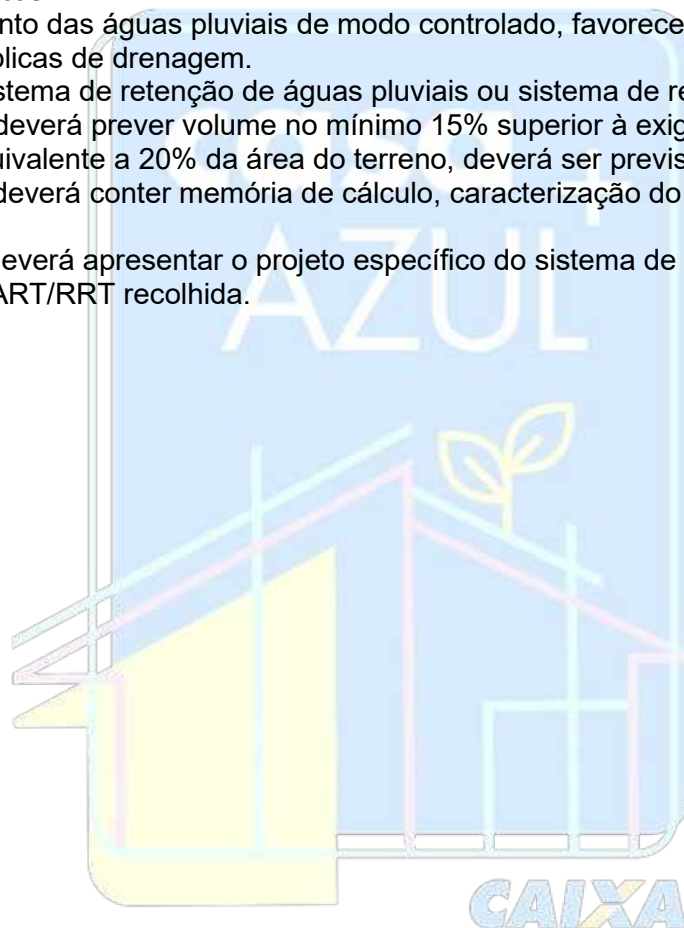 nto das águas pluviais de modo controlado, favorece
blicas de drenagem.
stema de retenção de águas pluviais ou sistema de re
deverá prever volume no mínimo 15% superior à exig
uivalente a 20% da área do terreno, deverá ser previs
deverá conter memória de cálculo, caracterização do
everá apresentar o projeto específico do sistema de
ART/RRT recolhida.
casa +
AZUL
CAIXA